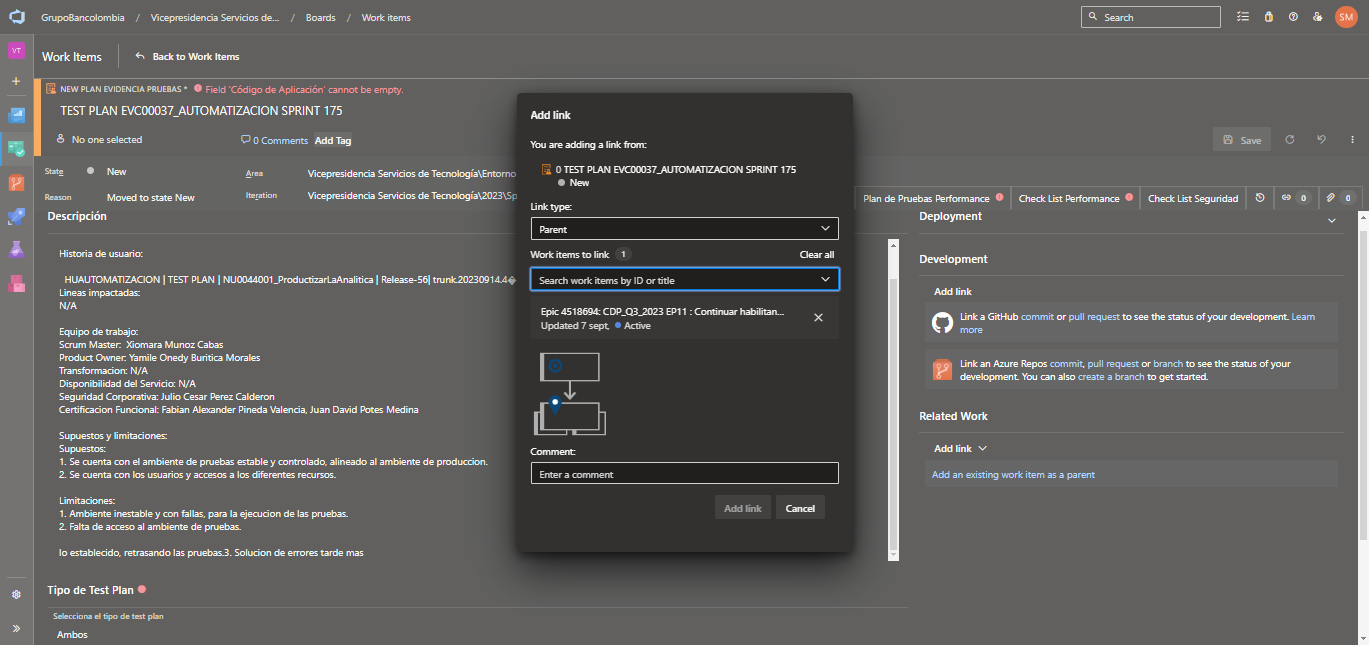 GrupoBancolombia / Vicepresidencia Servicios de... / Boards / Work items
Search
SM
VT
Work Items
Back to Work Items
NEW PLAN EVIDENCIA PRUEBAS * Field 'Código de Aplicación' cannot be empty.
TEST PLAN EVC00037_AUTOMATIZACION SPRINT 175
No one selected
0 Comments
Add Tag
Save
State
New
Area
Vicepresidencia Servicios de Tecnología\Entorno
Reason
Moved to state New
Iteration
Vicepresidencia Servicios de Tecnología\2023\Sp
Plan de Pruebas Performance
Check List Performance
Check List Seguridad
0
0
Descripción
Historia de usuario:
HUAUTOMATIZACION | TEST PLAN | NU0044001_ProductizarLaAnalitica | Release-56| trunk.20230914.4�
Lineas impactadas:
N/A
Equipo de trabajo:
Scrum Master: Xiomara Munoz Cabas
Product Owner: Yamile Onedy Buritica Morales
Transformacion: N/A
Disponibilidad del Servicio: N/A
Seguridad Corporativa: Julio Cesar Perez Calderon
Certificacion Funcional: Fabian Alexander Pineda Valencia, Juan David Potes Medina
Supuestos y limitaciones:
Supuestos:
1. Se cuenta con el ambiente de pruebas estable y controlado, alineado al ambiente de produccion.
2. Se cuenta con los usuarios y accesos a los diferentes recursos.
Limitaciones:
1. Ambiente inestable y con fallas, para la ejecucion de las pruebas.
2. Falta de acceso al ambiente de pruebas.
lo establecido, retrasando las pruebas.3. Solucion de errores tarde mas
Tipo de Test Plan
Selecciona el tipo de test plan
Ambos
Add link
You are adding a link from:
0 TEST PLAN EVC00037_AUTOMATIZACION SPRINT 175
New
Link type:
Parent
Work items to link 1
Clear all
Search work items by ID or title
Epic 4518694: CDP_Q3_2023 EP11 : Continuar habilitan...
Updated 7 sept, Active
Comment:
Enter a comment
Add link
Cancel
Deployment
Development
Add link
Link a GitHub commit or pull request to see the status of your development. Learn
more
Link an Azure Repos commit, pull request or branch to see the status of your
development. You can also create a branch to get started.
Related Work
Add link
Add an existing work item as a parent